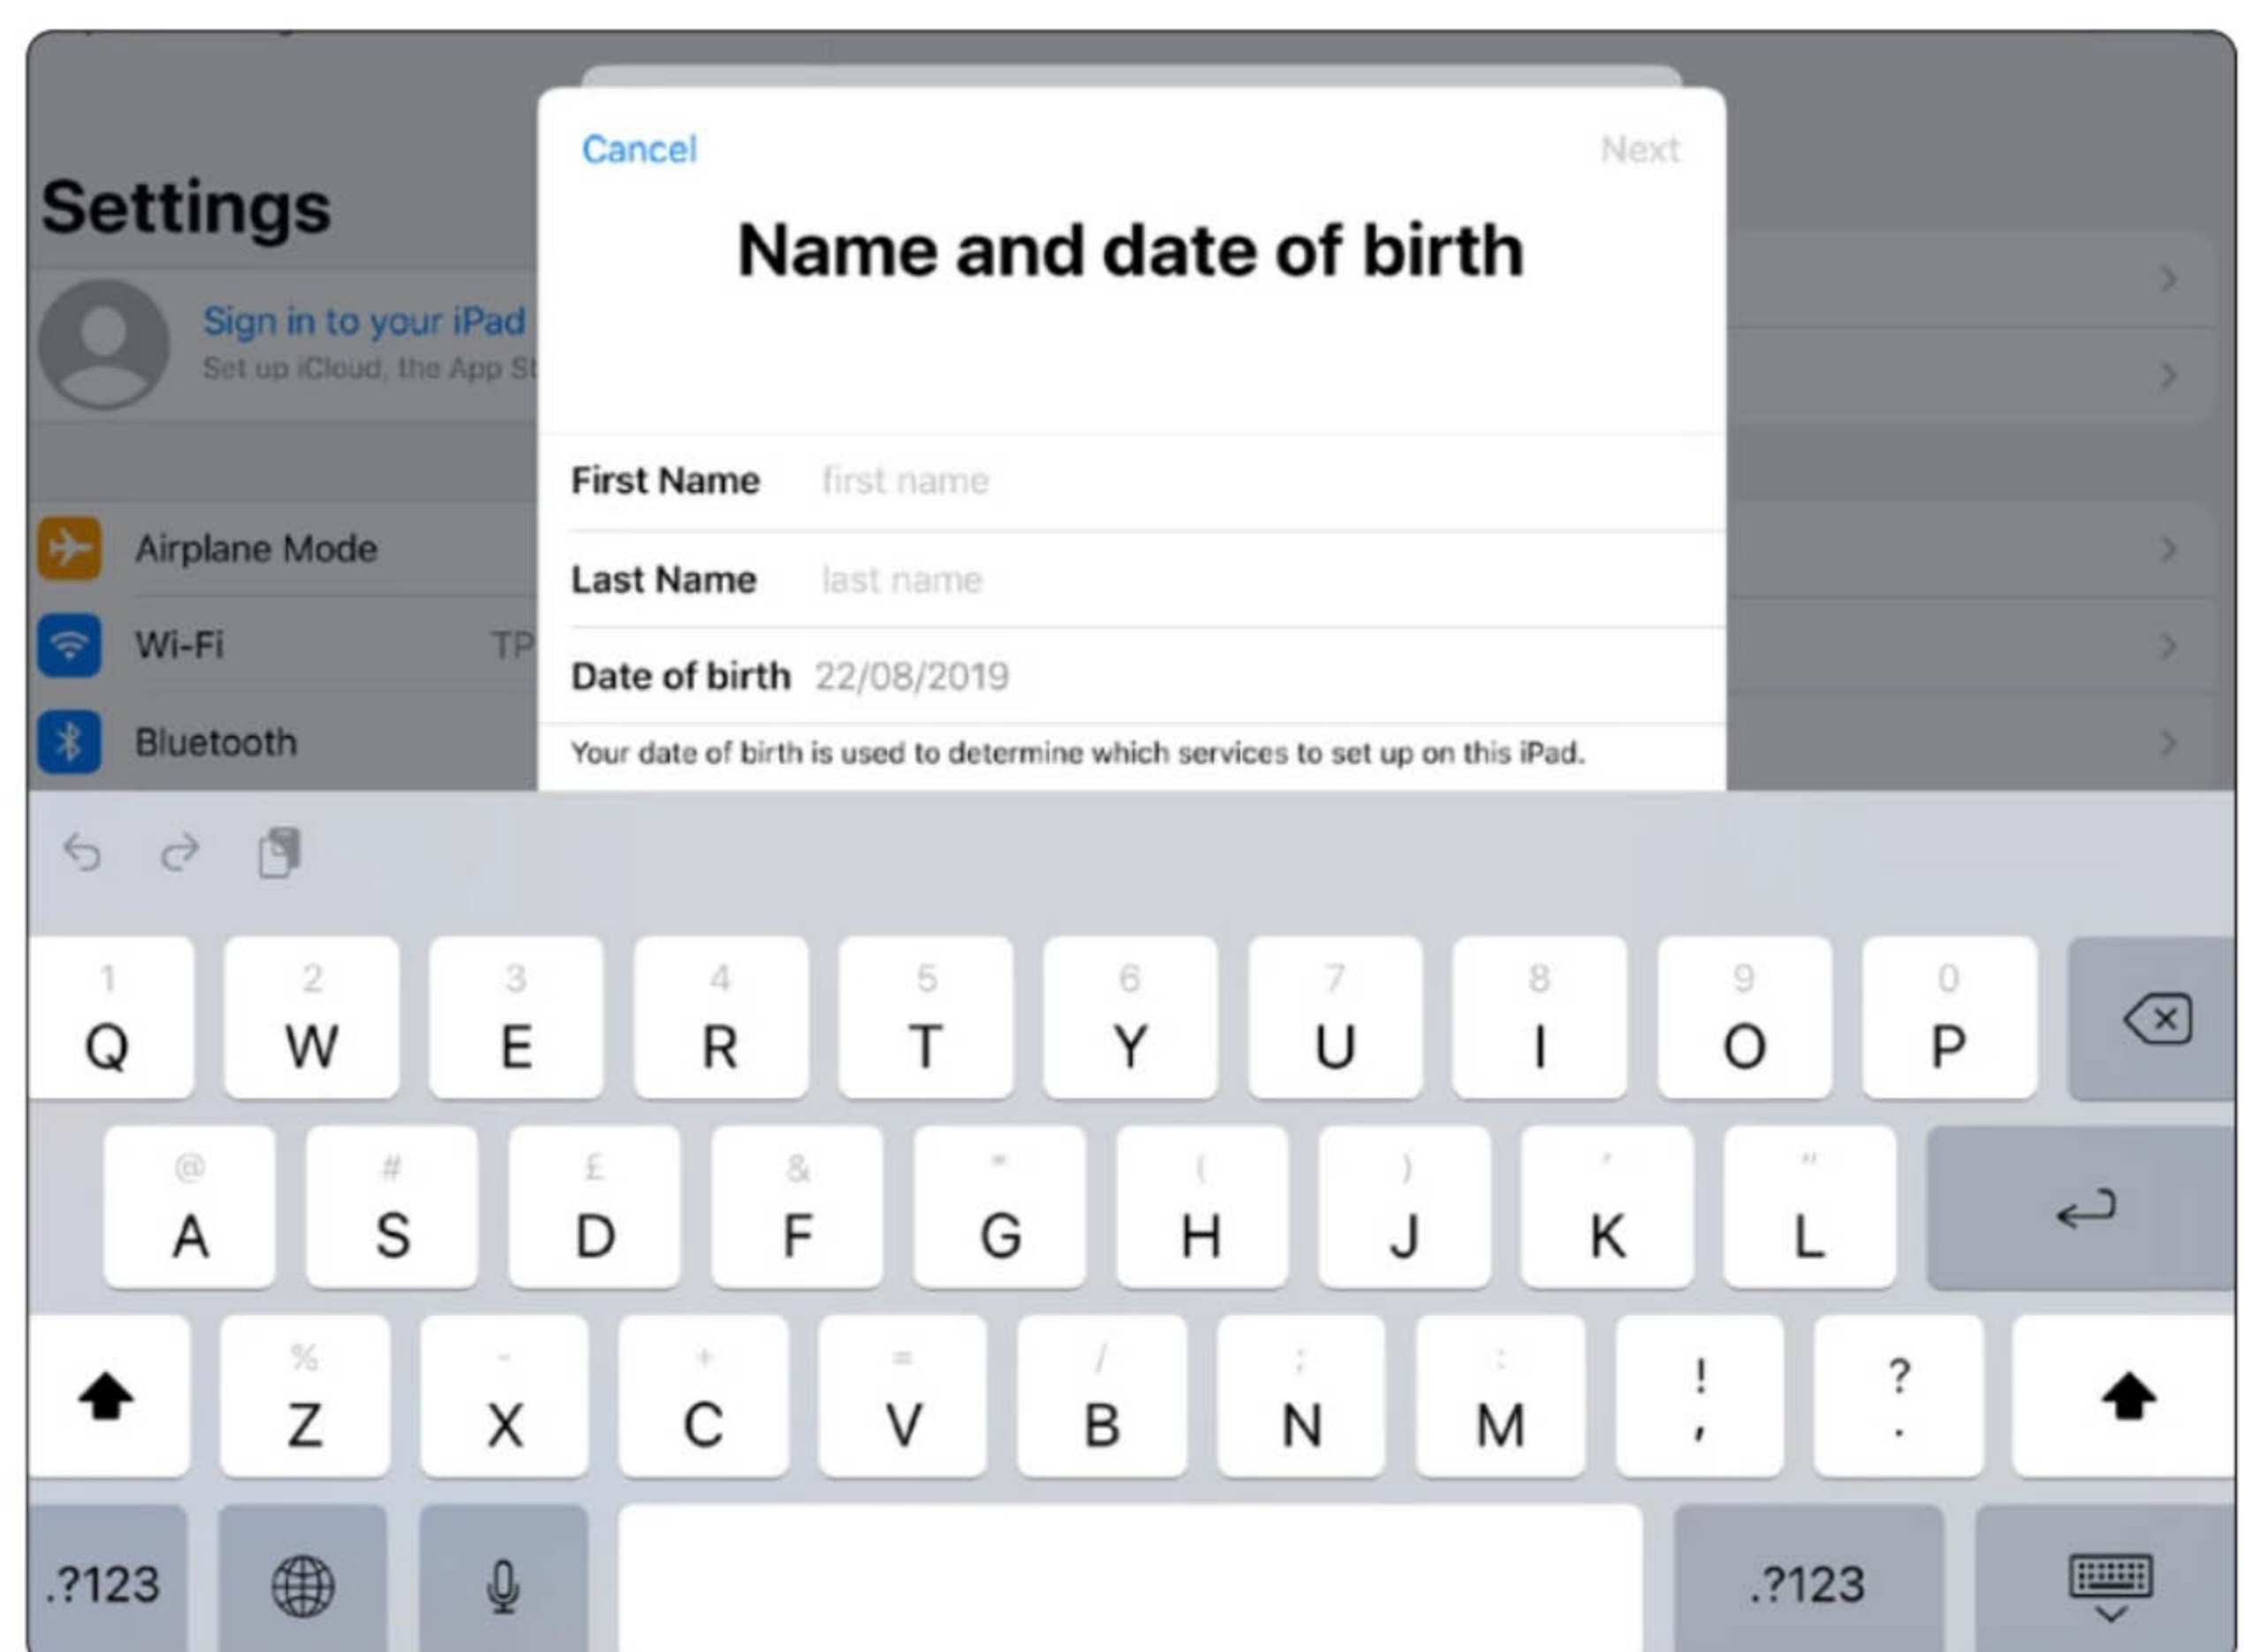 Cancel
Next
Settings
Name and date of birth
Sign in to your iPad
Set up iCloud, the App
First Name first name
Last Name last name
Date of birth 22/08/2019
Your date of birth is used to determine which services to set up on this iPad.
Airplane Mode
Wi-Fi TP
Bluetooth
1 2 3 4 5 6 7 8 9 0
Q W E R T Y U I O P
@ # £ & * ( ) ' "
A S D F G H J K L
% - + = / ; : ! ?
Z X C V B N M , .
.?123 .?123